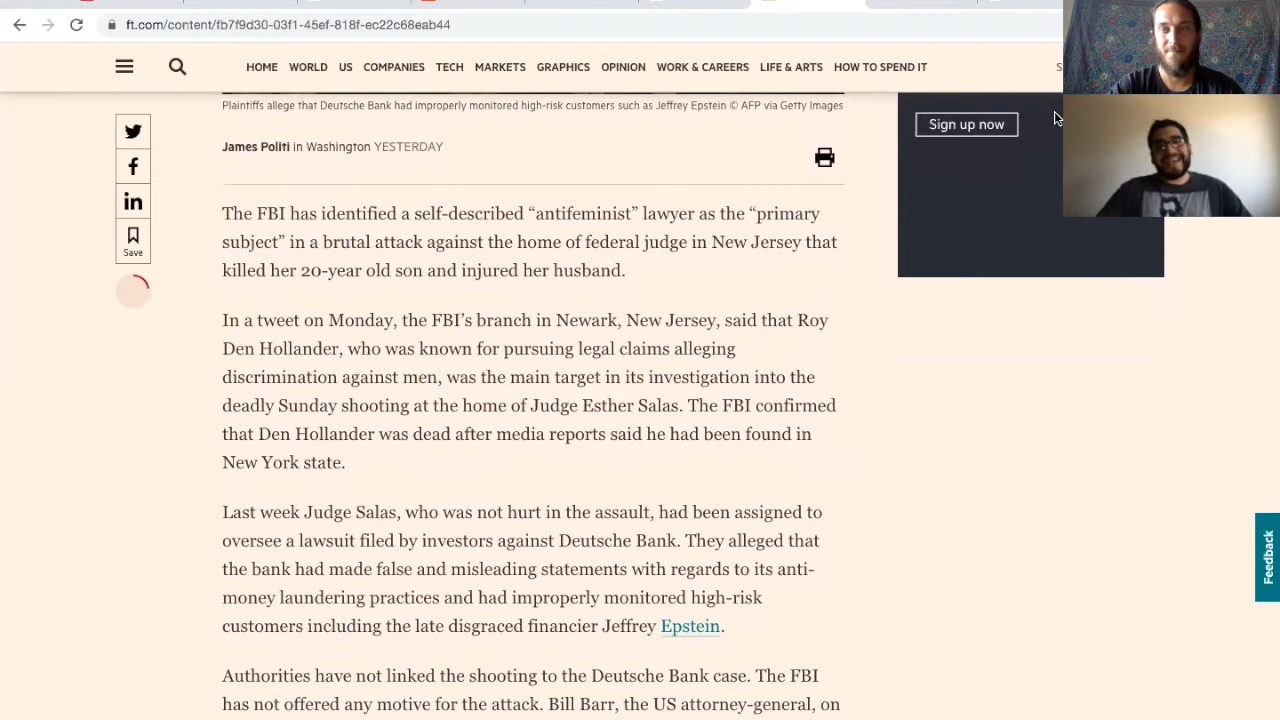 ft.com/content/fb7f9d30-03f1-45ef-818f-ec22c68eab44
HOME WORLD US COMPANIES TECH MARKETS GRAPHICS OPINION WORK & CAREERS LIFE & ARTS HOW TO SPEND IT
Plaintiffs allege that Deutsche Bank had improperly monitored high-risk customers such as Jeffrey Epstein © AFP via Getty Images
Sign up now
James Politi in Washington YESTERDAY
Save
The FBI has identified a self-described “antifeminist” lawyer as the “primary
subject” in a brutal attack against the home of federal judge in New Jersey that
killed her 20-year old son and injured her husband.
In a tweet on Monday, the FBI’s branch in Newark, New Jersey, said that Roy
Den Hollander, who was known for pursuing legal claims alleging
discrimination against men, was the main target in its investigation into the
deadly Sunday shooting at the home of Judge Esther Salas. The FBI confirmed
that Den Hollander was dead after media reports said he had been found in
New York state.
Last week Judge Salas, who was not hurt in the assault, had been assigned to
oversee a lawsuit filed by investors against Deutsche Bank. They alleged that
the bank had made false and misleading statements with regards to its anti-
money laundering practices and had improperly monitored high-risk
customers including the late disgraced financier Jeffrey Epstein.
Authorities have not linked the shooting to the Deutsche Bank case. The FBI
has not offered any motive for the attack. Bill Barr, the US attorney-general, on
Feedback